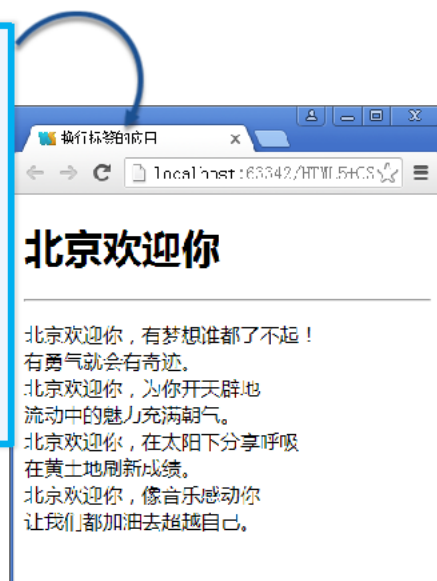 换行标签的应用
localhost:63342/HTML5+CS
北京欢迎你
北京欢迎你，有梦想谁都了不起！
有勇气就会有奇迹。
北京欢迎你，为你开天辟地
流动中的魅力充满朝气。
北京欢迎你，在太阳下分享呼吸
在黄土地刷新成绩。
北京欢迎你，像音乐感动你
让我们都加油去超越自己。